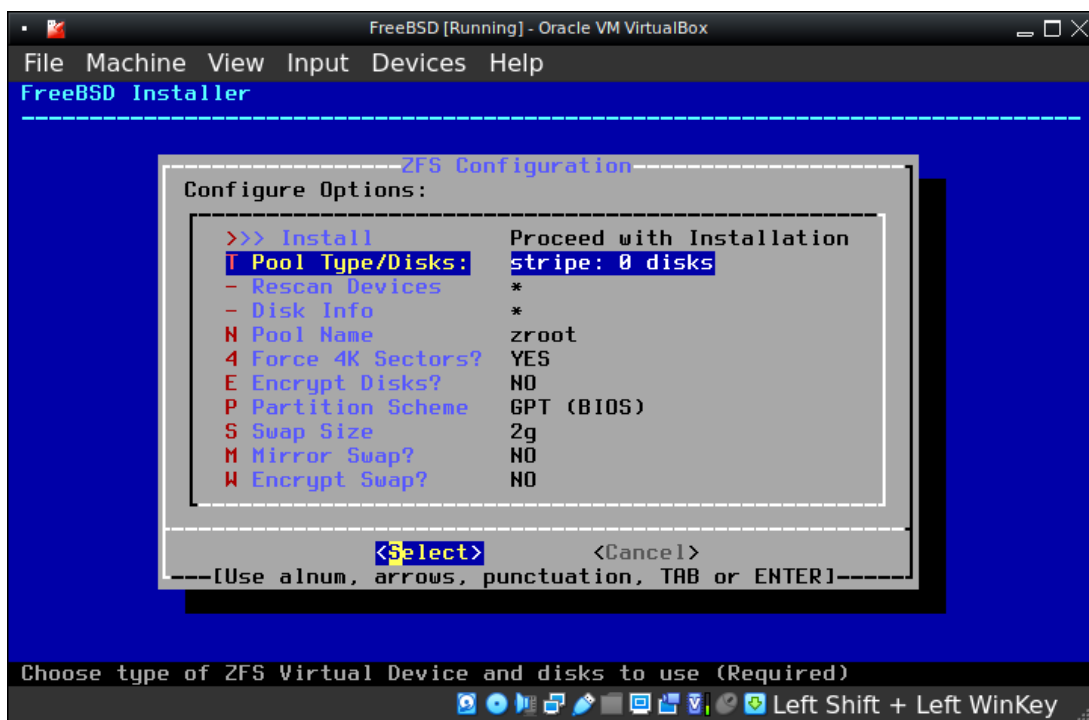 FreeBSD [Running] - Oracle VM VirtualBox
File Machine View Input Devices Help
FreeBSD Installer
ZFS Configuration
Configure Options:
>>> Install Proceed with Installation
T Pool Type/Disks: stripe: 0 disks
- Rescan Devices *
- Disk Info *
N Pool Name zroot
4 Force 4K Sectors? YES
E Encrypt Disks? NO
P Partition Scheme GPT (BIOS)
S Swap Size 2g
M Mirror Swap? NO
W Encrypt Swap? NO
<Select> <Cancel>
[Use alnum, arrows, punctuation, TAB or ENTER]
Choose type of ZFS Virtual Device and disks to use (Required)
Left Shift + Left WinKey